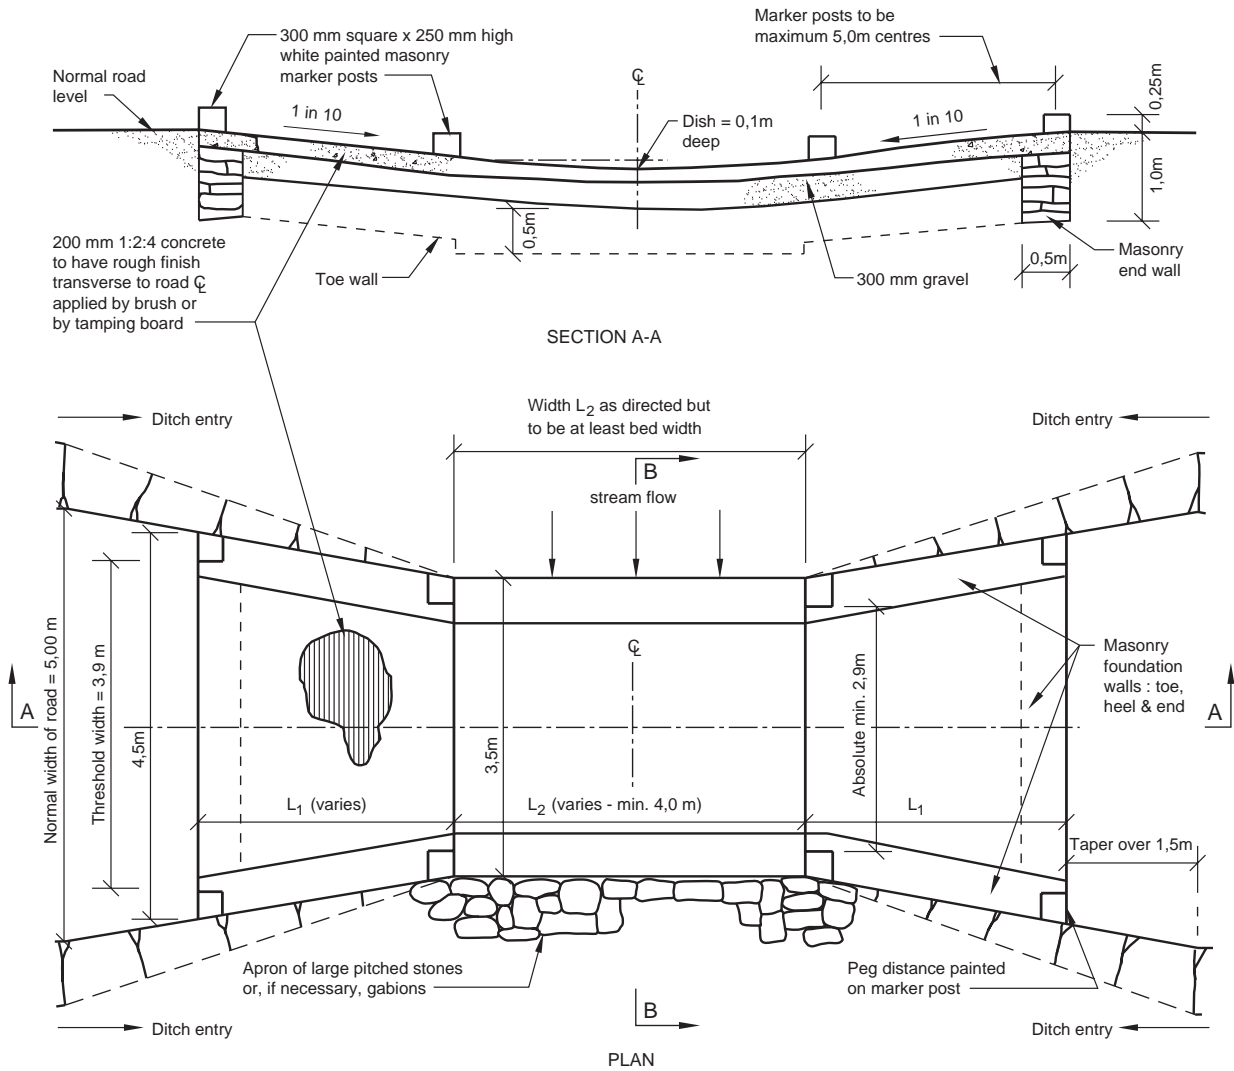 Marker posts to be
maximum 5,0m centres
300 mm square x 250 mm high
white painted masonry
marker posts
℄
Normal road
level
0,25m
1 in 10
Dish = 0,1m
deep
1 in 10
1,0m
200 mm 1:2:4 concrete
to have rough finish
transverse to road ℄
applied by brush or
by tamping board
Toe wall
0,5m
300 mm gravel
0,5m
Masonry
end wall
SECTION A-A
Ditch entry
Width L2 as directed but
to be at least bed width
Ditch entry
B
stream flow
℄
Normal width of road = 5,00 m
Threshold width = 3,9 m
4,5m
3,5m
Absolute min. 2,9m
Masonry
foundation
walls : toe,
heel & end
A
A
L1 (varies)
L2 (varies - min. 4,0 m)
L1
Taper over 1,5m
Apron of large pitched stones
or, if necessary, gabions
Peg distance painted
on marker post
B
Ditch entry
Ditch entry
PLAN